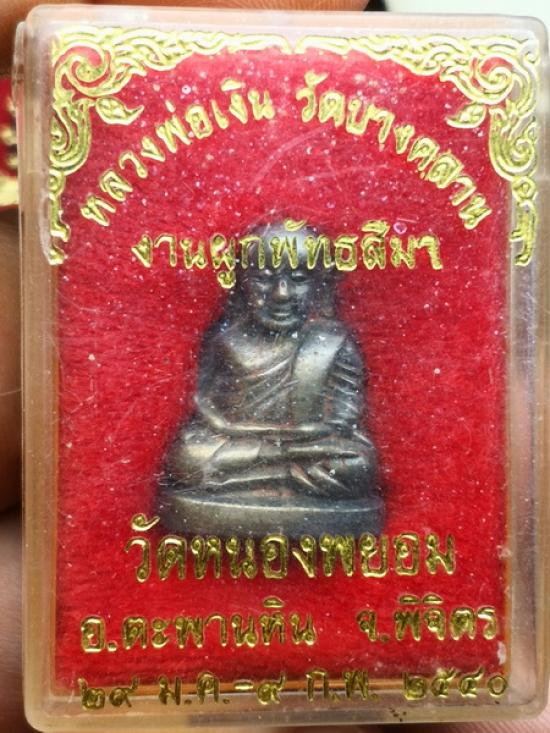 หลวงพ่อเงิน วัดบางคลาน
งานผูกพัทธสีมา
วัดหนองพยอม
อ.ตะพานหิน จ.พิจิตร
๒๙ ม.ค.-๙ ก.พ. ๒๕๔๐